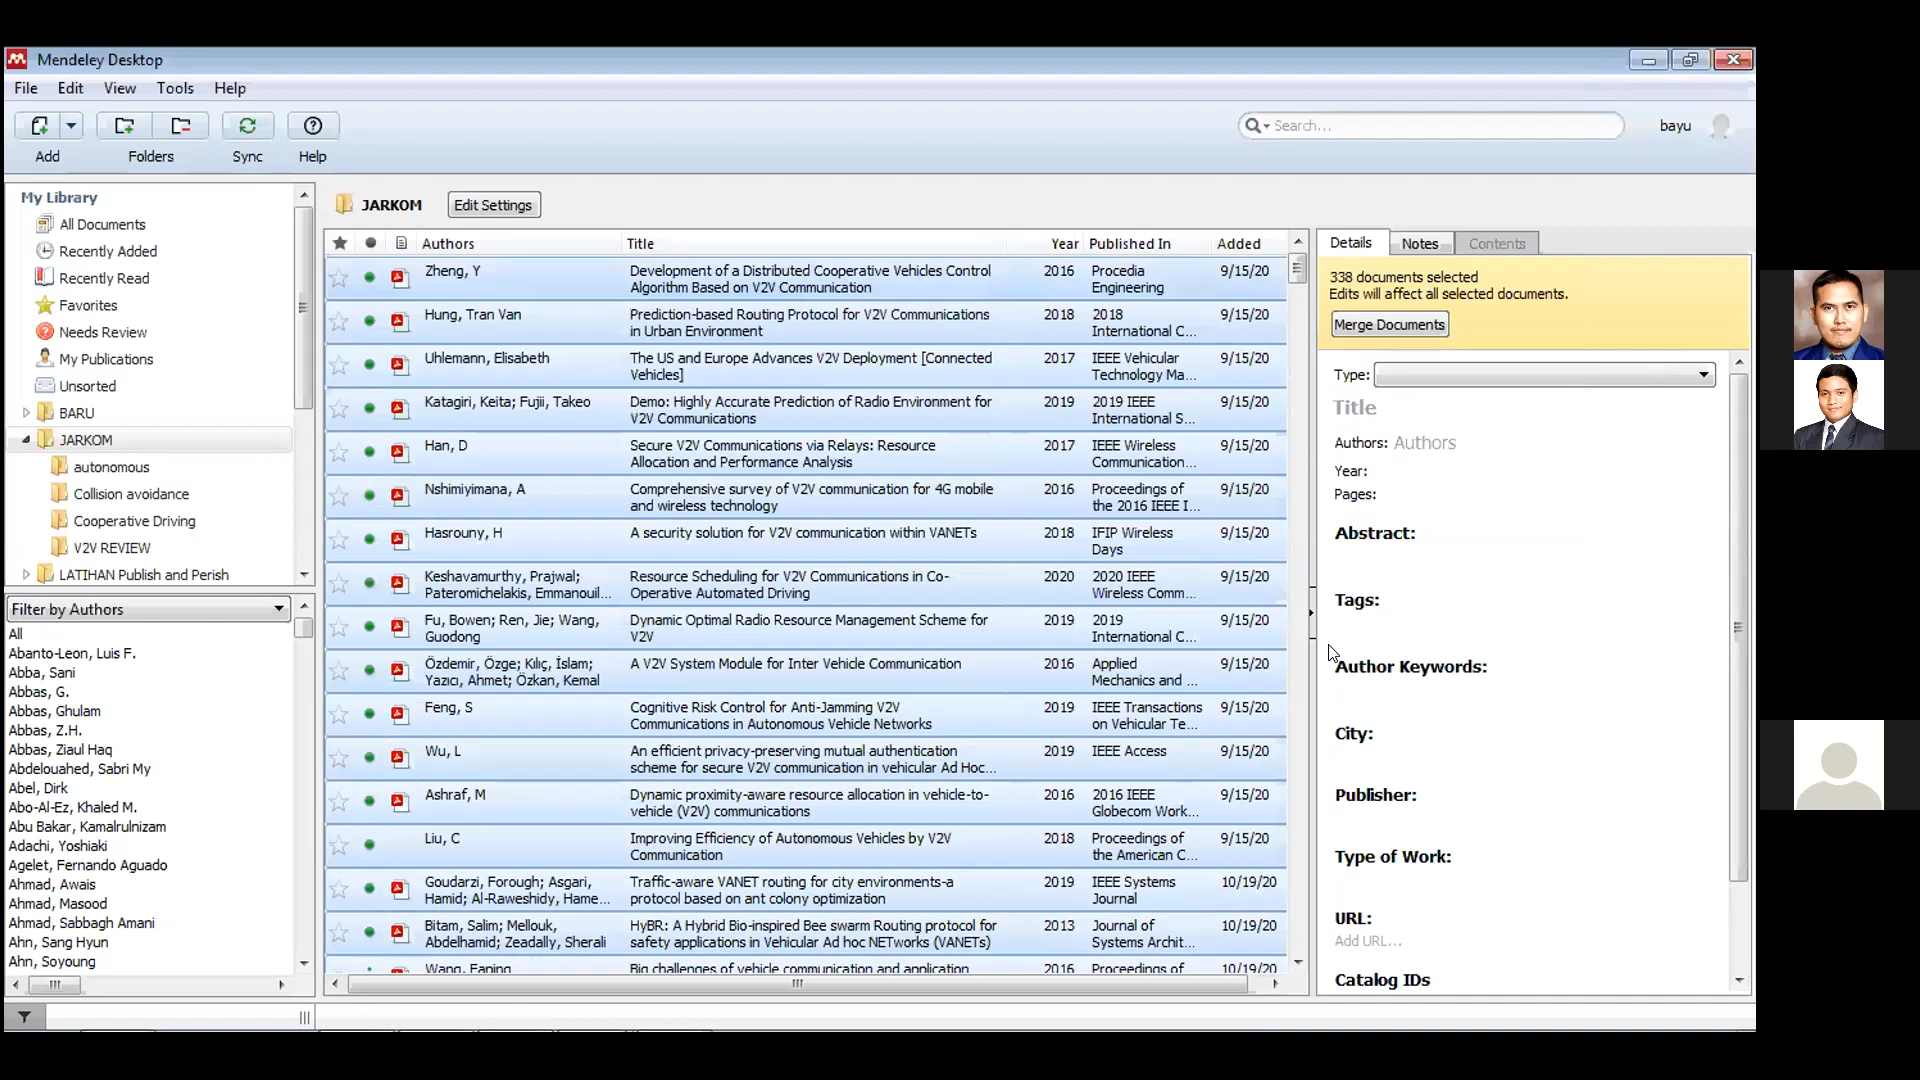 Mendeley Desktop
File Edit View Tools Help
Search...
bayu
Add Folders Sync Help
My Library
All Documents
Recently Added
Recently Read
Favorites
Needs Review
My Publications
Unsorted
BARU
JARKOM
autonomous
Collision avoidance
Cooperative Driving
V2V REVIEW
LATIHAN Publish and Perish
Filter by Authors
All
Abanto-Leon, Luis F.
Abba, Sani
Abbas, G.
Abbas, Ghulam
Abbas, Z.H.
Abbas, Ziaul Haq
Abdelouahed, Sabri My
Abel, Dirk
Abo-Al-Ez, Khaled M.
Abu Bakar, Kamalrulnizam
Adachi, Yoshiaki
Agelet, Fernando Aguado
Ahmad, Awais
Ahmad, Masood
Ahmad, Sabbagh Amani
Ahn, Sang Hyun
Ahn, Soyoung
JARKOM Edit Settings
Authors Title Year Published In Added
Zheng, Y Development of a Distributed Cooperative Vehicles Control 2016 Procedia 9/15/20
Algorithm Based on V2V Communication Engineering
Hung, Tran Van Prediction-based Routing Protocol for V2V Communications 2018 2018 9/15/20
in Urban Environment International C...
Uhlemann, Elisabeth The US and Europe Advances V2V Deployment [Connected 2017 IEEE Vehicular 9/15/20
Vehicles] Technology Ma...
Katagiri, Keita; Fujii, Takeo Demo: Highly Accurate Prediction of Radio Environment for 2019 2019 IEEE 9/15/20
V2V Communications International S...
Han, D Secure V2V Communications via Relays: Resource 2017 IEEE Wireless 9/15/20
Allocation and Performance Analysis Communication...
Nshimiyimana, A Comprehensive survey of V2V communication for 4G mobile 2016 Proceedings of 9/15/20
and wireless technology the 2016 IEEE I...
Hasrouny, H A security solution for V2V communication within VANETs 2018 IFIP Wireless 9/15/20
Days
Keshavamurthy, Prajwal; Resource Scheduling for V2V Communications in Co- 2020 2020 IEEE 9/15/20
Pateromichelakis, Emmanouil... Operative Automated Driving Wireless Comm...
Fu, Bowen; Ren, Jie; Wang, Dynamic Optimal Radio Resource Management Scheme for 2019 2019 9/15/20
Guodong V2V International C...
Özdemir, Özge; Kılıç, İslam; A V2V System Module for Inter Vehicle Communication 2016 Applied 9/15/20
Yazıcı, Ahmet; Özkan, Kemal Mechanics and ...
Feng, S Cognitive Risk Control for Anti-Jamming V2V 2019 IEEE Transactions 9/15/20
Communications in Autonomous Vehicle Networks on Vehicular Te...
Wu, L An efficient privacy-preserving mutual authentication 2019 IEEE Access 9/15/20
scheme for secure V2V communication in vehicular Ad Hoc...
Ashraf, M Dynamic proximity-aware resource allocation in vehicle-to- 2016 2016 IEEE 9/15/20
vehicle (V2V) communications Globecom Work...
Liu, C Improving Efficiency of Autonomous Vehicles by V2V 2018 Proceedings of 9/15/20
Communication the American C...
Goudarzi, Forough; Asgari, Traffic-aware VANET routing for city environments-a 2019 IEEE Systems 10/19/20
Hamid; Al-Raweshidy, Hame... protocol based on ant colony optimization Journal
Bitam, Salim; Mellouk, HyBR: A Hybrid Bio-inspired Bee swarm Routing protocol for 2013 Journal of 10/19/20
Abdelhamid; Zeadally, Sherali safety applications in Vehicular Ad hoc NETworks (VANETs) Systems Archit...
Wang, Eaping Big challenges of vehicle communication and application 2016 Proceedings of 10/19/20
Details Notes Contents
338 documents selected
Edits will affect all selected documents.
Merge Documents
Type:
Title
Authors: Authors
Year:
Pages:
Abstract:
Tags:
Author Keywords:
City:
Publisher:
Type of Work:
URL:
Add URL...
Catalog IDs